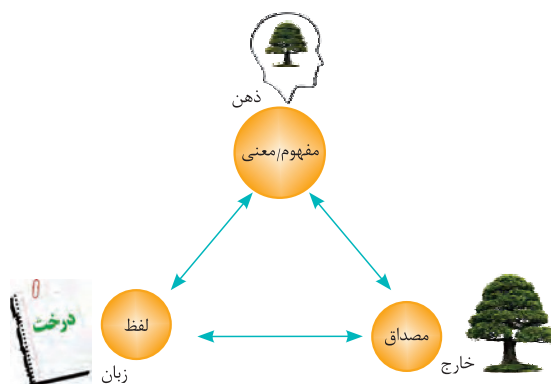 ذهن
مفهوم/معنی
درخت
لفظ
زبان
مصداق
خارج